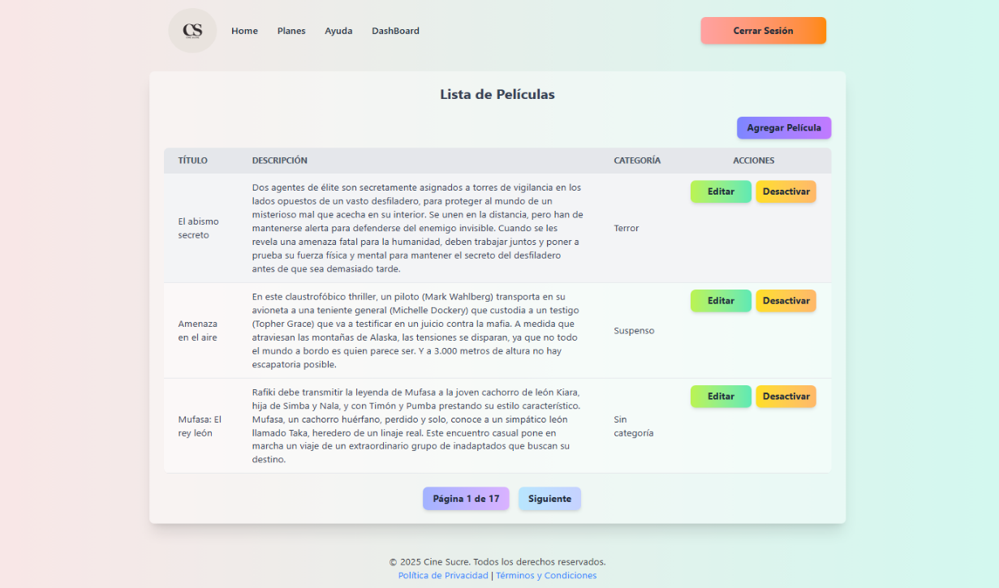 CS
Home Planes Ayuda DashBoard Cerrar Sesión
Lista de Películas
Agregar Película
TÍTULO DESCRIPCIÓN CATEGORÍA ACCIONES
El abismo
secreto
Dos agentes de élite son secretamente asignados a torres de vigilancia en los
lados opuestos de un vasto desfiladero, para proteger al mundo de un
misterioso mal que acecha en su interior. Se unen en la distancia, pero han de
mantenerse alerta para defenderse del enemigo invisible. Cuando se les
revela una amenaza fatal para la humanidad, deben trabajar juntos y poner a
prueba su fuerza física y mental para mantener el secreto del desfiladero
antes de que sea demasiado tarde.
Terror
Editar Desactivar
Amenaza
en el aire
En este claustrofóbico thriller, un piloto (Mark Wahlberg) transporta en su
avioneta a una teniente general (Michelle Dockery) que custodia a un testigo
(Topher Grace) que va a testificar en un juicio contra la mafia. A medida que
atraviesan las montañas de Alaska, las tensiones se disparan, ya que no todo
el mundo a bordo es quien parece ser. Y a 3.000 metros de altura no hay
escapatoria posible.
Suspenso
Editar Desactivar
Mufasa: El
rey león
Rafiki debe transmitir la leyenda de Mufasa a la joven cachorro de león Kiara,
hija de Simba y Nala, y con Timón y Pumba prestando su estilo característico.
Mufasa, un cachorro huérfano, perdido y solo, conoce a un simpático león
llamado Taka, heredero de un linaje real. Este encuentro casual pone en
marcha un viaje de un extraordinario grupo de inadaptados que buscan su
destino.
Sin
categoría
Editar Desactivar
Página 1 de 17 Siguiente
© 2025 Cine Sucre. Todos los derechos reservados.
Política de Privacidad | Términos y Condiciones